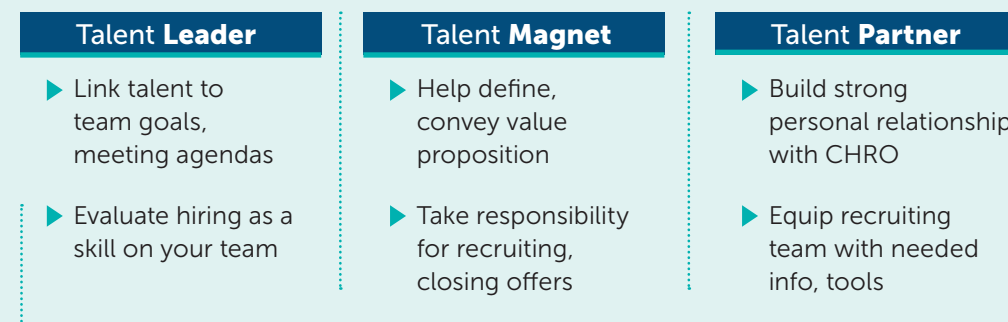 Talent Leader
Link talent to
team goals,
meeting agendas
Evaluate hiring as a
skill on your team
Talent Magnet
Help define,
convey value
proposition
Take responsibility
for recruiting,
closing offers
Talent Partner
Build strong
personal relationship
with CHRO
Equip recruiting
team with needed
info, tools